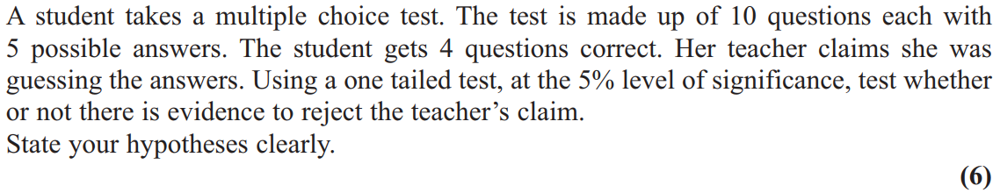 A student takes a multiple choice test. The test is made up of 10 questions each with
5 possible answers. The student gets 4 questions correct. Her teacher claims she was
guessing the answers. Using a one tailed test, at the 5% level of significance, test whether
or not there is evidence to reject the teacher’s claim.
State your hypotheses clearly.
(6)